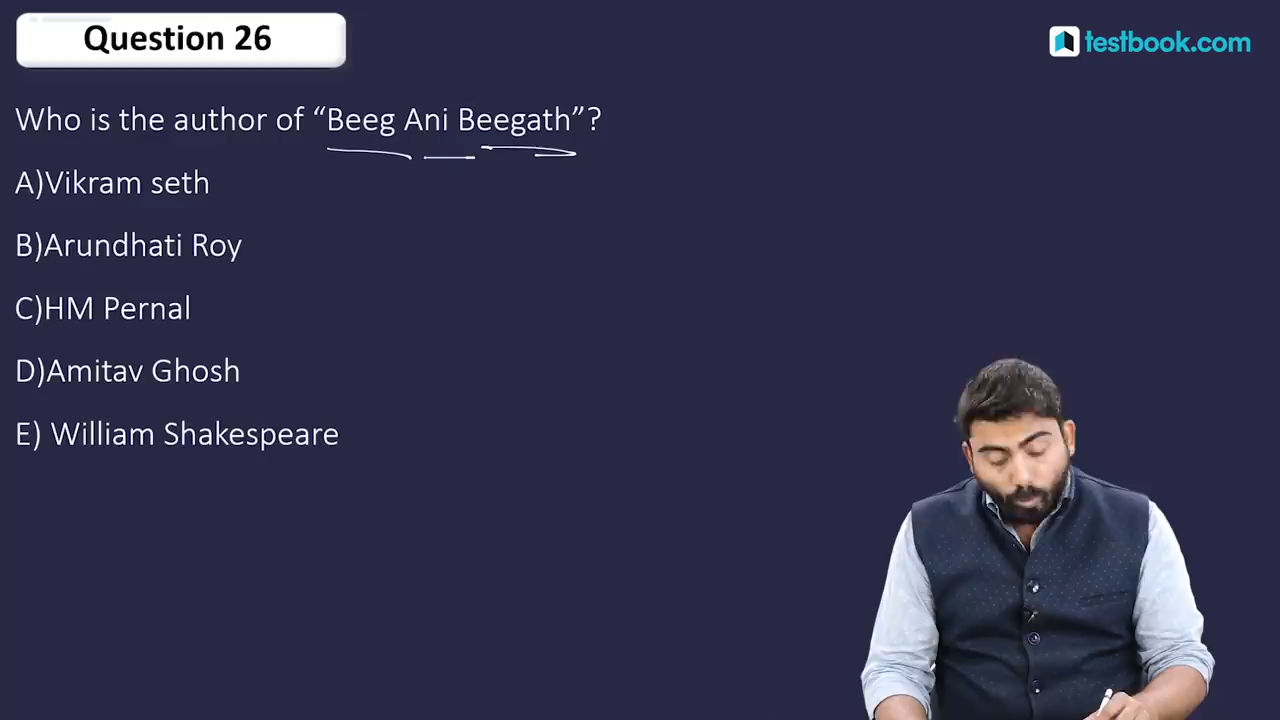 Question 26
testbook.com
Who is the author of “Beeg Ani Beegath”?
A)Vikram seth
B)Arundhati Roy
C)HM Pernal
D)Amitav Ghosh
E) William Shakespeare